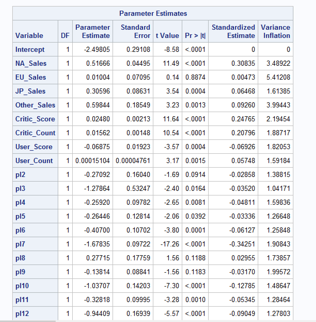 Parameter Estimates
Variable DF Parameter Estimate Standard Error t Value Pr > |t| Standardized Estimate Variance Inflation
Intercept 1 -2.49805 0.29108 -8.58 <.0001 0 0
NA_Sales 1 0.51666 0.04495 11.49 <.0001 0.30835 3.48922
EU_Sales 1 0.01004 0.07095 0.14 0.8874 0.00473 5.41208
JP_Sales 1 0.30596 0.08631 3.54 0.0004 0.06468 1.61385
Other_Sales 1 0.59844 0.18549 3.23 0.0013 0.09260 3.99443
Critic_Score 1 0.02480 0.00213 11.64 <.0001 0.24765 2.19454
Critic_Count 1 0.01562 0.00148 10.54 <.0001 0.20796 1.88717
User_Score 1 -0.06875 0.01923 -3.57 0.0004 -0.06926 1.82053
User_Count 1 0.00015104 0.00004761 3.17 0.0015 0.05748 1.59184
pl2 1 -0.27092 0.16040 -1.69 0.0914 -0.02858 1.38815
pl3 1 -1.27864 0.53247 -2.40 0.0164 -0.03520 1.04171
pl4 1 -0.25920 0.09782 -2.65 0.0081 -0.04811 1.59836
pl5 1 -0.26446 0.12814 -2.06 0.0392 -0.03336 1.26648
pl6 1 -0.40700 0.10702 -3.80 0.0001 -0.06127 1.25848
pl7 1 -1.67835 0.09722 -17.26 <.0001 -0.34251 1.90843
pl8 1 0.27715 0.17759 1.56 0.1188 0.02955 1.73857
pl9 1 -0.13814 0.08841 -1.56 0.1183 -0.03170 1.99572
pl10 1 -1.03707 0.14203 -7.30 <.0001 -0.12785 1.48647
pl11 1 -0.32818 0.09995 -3.28 0.0010 -0.05345 1.28464
pl12 1 -0.94409 0.16939 -5.57 <.0001 -0.09049 1.27803